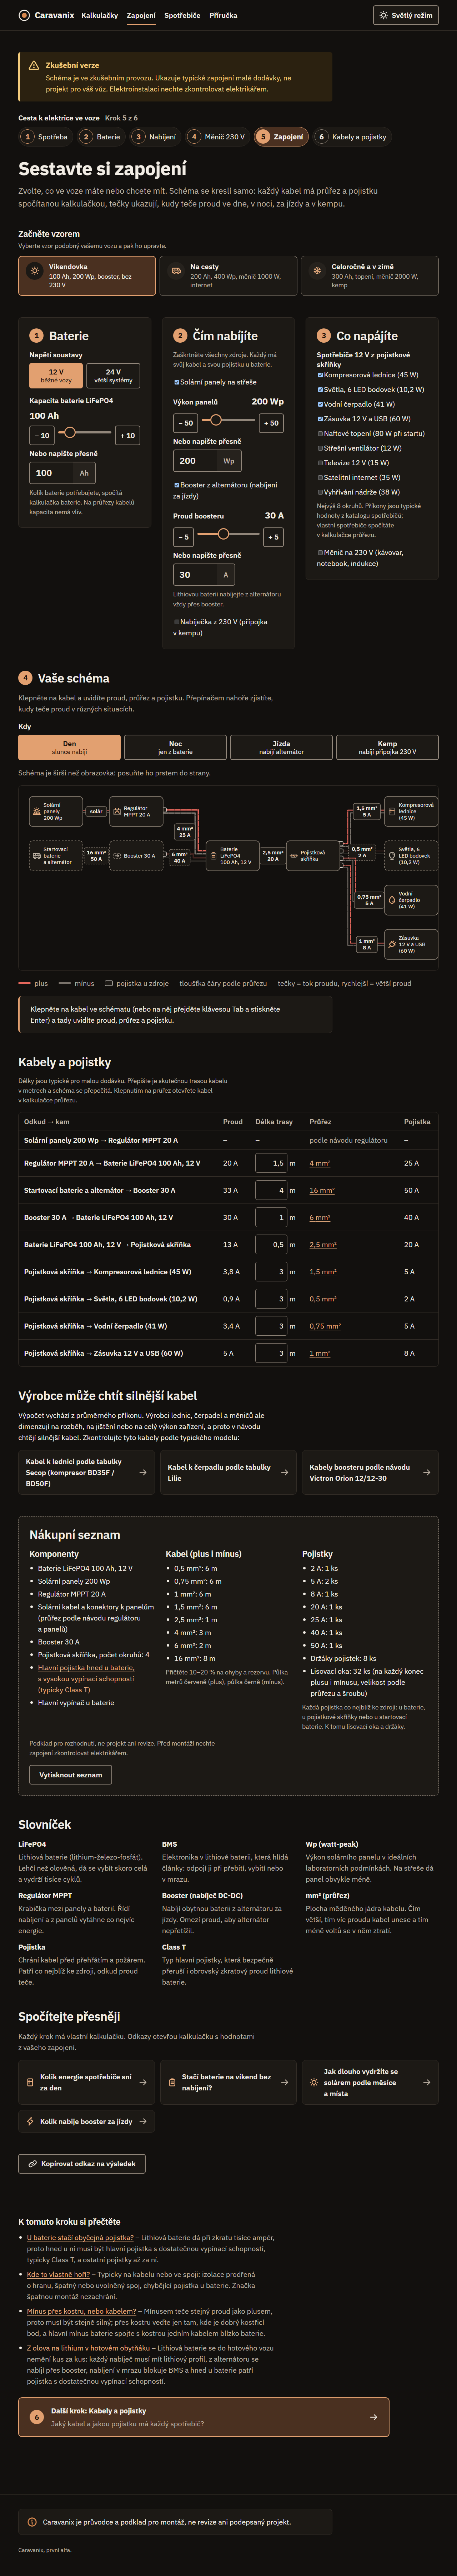 Caravanix
Kalkulačky
Zapojení
Spotřebiče
Příručka
Světlý režim
Zkušební verze
Schéma je ve zkušebním provozu. Ukazuje typické zapojení malé dodávky, ne
projekt pro váš vůz. Elektroinstalaci nechte zkontrolovat elektrikářem.
Cesta k elektrice ve voze Krok 5 z 6
1 Spotřeba
2 Baterie
3 Nabíjení
4 Měnič 230 V
5 Zapojení
6 Kabely a pojistky
Sestavte si zapojení
Zvolte, co ve voze máte nebo chcete mít. Schéma se kreslí samo: každý kabel má průřez a pojistku
spočítanou kalkulačkou, tečky ukazují, kudy teče proud ve dne, v noci, za jízdy a v kempu.
Začněte vzorem
Vyberte vzor podobný vašemu vozu a pak ho upravte.
Víkendovka
100 Ah, 200 Wp, booster, bez
230 V
Na cesty
200 Ah, 400 Wp, měnič 1000 W,
internet
Celoročně a v zimě
300 Ah, topení, měnič 2000 W,
kemp
1 Baterie
Napětí soustavy
12 V
běžné vozy
24 V
větší systémy
Kapacita baterie LiFePO4
100 Ah
− 10
+ 10
Nebo napište přesně
100 Ah
Kolik baterie potřebujete, spočítá
kalkulačka Baterie. Na průřezy kabelů
kapacita nemá vliv.
2 Čím nabíjíte
Zaškrtněte všechny zdroje. Každý má
svůj kabel a svou pojistku u baterie.
Solární panely na střeše
Výkon panelů 200 Wp
− 50
+ 50
Nebo napište přesně
200 Wp
Booster z alternátoru (nabíjení
za jízdy)
Proud boosteru 30 A
− 5
+ 5
Nebo napište přesně
30 A
Lithiovou baterii nabíjejte z alternátoru
vždy přes booster.
Nabíječka z 230 V (přípojka
v kempu)
3 Co napájíte
Spotřebiče 12 V z pojistkové
skříňky
Kompresorová lednice (45 W)
Světla, 6 LED bodovek (10,2 W)
Vodní čerpadlo (41 W)
Zásuvka 12 V a USB (60 W)
Naftové topení (80 W při startu)
Střešní ventilátor (12 W)
Televize 12 V (15 W)
Satelitní internet (35 W)
Vyhřívání nádrže (38 W)
Nejvýš 8 okruhů. Příkony jsou typické
hodnoty z katalogu spotřebičů;
vlastní spotřebiče spočítáte
v kalkulačce průřezu.
Měnič na 230 V (kávovar,
notebook, indukce)
4 Vaše schéma
Klepněte na kabel a uvidíte proud, průřez a pojistku. Přepínačem nahoře zjistíte,
kudy teče proud v různých situacích.
Kdy
Den
slunce nabíjí
Noc
jen z baterie
Jízda
nabíjí alternátor
Kemp
nabíjí přípojka 230 V
Schéma je širší než obrazovka: posuňte ho prstem do strany.
Solární
panely
200 Wp
solár
Regulátor
MPPT 20 A
4 mm²
25 A
Startovací
baterie
a alternátor
16 mm²
50 A
Booster 30 A
6 mm²
40 A
Baterie
LiFePO4
100 Ah, 12 V
2,5 mm²
20 A
Pojistková
skříňka
1,5 mm²
5 A
Kompresorová
lednice
(45 W)
0,5 mm²
2 A
Světla, 6
LED bodovek
(10,2 W)
0,75 mm²
5 A
Vodní
čerpadlo
(41 W)
1 mm²
8 A
Zásuvka
12 V a USB
(60 W)
plus
mínus
pojistka u zdroje
tloušťka čáry podle průřezu
tečky = tok proudu, rychlejší = větší proud
Klepněte na kabel ve schématu (nebo na něj přejděte klávesou Tab a stiskněte
Enter) a tady uvidíte proud, průřez a pojistku.
Kabely a pojistky
Délky jsou typické pro malou dodávku. Přepište je skutečnou trasou kabelu
v metrech a schéma se přepočítá. Klepnutím na průřez otevřete kabel
v kalkulačce průřezu.
Odkud → kam Proud Délka trasy Průřez Pojistka
Solární panely 200 Wp → Regulátor MPPT 20 A – – podle návodu regulátoru –
Regulátor MPPT 20 A → Baterie LiFePO4 100 Ah, 12 V 20 A 1,5 m 4 mm² 25 A
Startovací baterie a alternátor → Booster 30 A 33 A 4 m 16 mm² 50 A
Booster 30 A → Baterie LiFePO4 100 Ah, 12 V 30 A 1 m 6 mm² 40 A
Baterie LiFePO4 100 Ah, 12 V → Pojistková skříňka 13 A 0,5 m 2,5 mm² 20 A
Pojistková skříňka → Kompresorová lednice (45 W) 3,8 A 3 m 1,5 mm² 5 A
Pojistková skříňka → Světla, 6 LED bodovek (10,2 W) 0,9 A 3 m 0,5 mm² 2 A
Pojistková skříňka → Vodní čerpadlo (41 W) 3,4 A 3 m 0,75 mm² 5 A
Pojistková skříňka → Zásuvka 12 V a USB (60 W) 5 A 3 m 1 mm² 8 A
Výrobce může chtít silnější kabel
Výpočet vychází z průměrného příkonu. Výrobci lednic, čerpadel a měničů ale
dimenzují na rozběh, na jištění nebo na celý výkon zařízení, a proto v návodu
chtějí silnější kabel. Zkontrolujte tyto kabely podle typického modelu:
Kabel k lednici podle tabulky
Secop (kompresor BD35F /
BD50F)
Kabel k čerpadlu podle tabulky
Lilie
Kabely boosteru podle návodu
Victron Orion 12/12-30
Nákupní seznam
Komponenty
Baterie LiFePO4 100 Ah, 12 V
Solární panely 200 Wp
Regulátor MPPT 20 A
Solární kabel a konektory k panelům
(průřez podle návodu regulátoru
a panelů)
Booster 30 A
Pojistková skříňka, počet okruhů: 4
Hlavní pojistka hned u baterie,
s vysokou vypínací schopností
(typicky Class T)
Hlavní vypínač u baterie
Kabel (plus i mínus)
0,5 mm²: 6 m
0,75 mm²: 6 m
1 mm²: 6 m
1,5 mm²: 6 m
2,5 mm²: 1 m
4 mm²: 3 m
6 mm²: 2 m
16 mm²: 8 m
Přičtěte 10–20 % na ohyby a rezervu. Půlka
metrů červeně (plus), půlka černě (mínus).
Pojistky
2 A: 1 ks
5 A: 2 ks
8 A: 1 ks
20 A: 1 ks
25 A: 1 ks
40 A: 1 ks
50 A: 1 ks
Držáky pojistek: 8 ks
Lisovací oka: 32 ks (na každý konec
plusu i mínusu, velikost podle
průřezu a šroubu)
Každá pojistka co nejblíž ke zdroji: u baterie,
u pojistkové skříňky nebo u startovací
baterie. K tomu lisovací oka a držáky.
Podklad pro rozhodnutí, ne projekt ani revize. Před montáží nechte
zapojení zkontrolovat elektrikářem.
Vytisknout seznam
Slovníček
LiFePO4
Lithiová baterie (lithium-železo-fosfát).
Lehčí než olověná, dá se vybít skoro celá
a vydrží tisíce cyklů.
BMS
Elektronika v lithiové baterii, která hlídá
články: odpojí ji při přebití, vybití nebo
v mrazu.
Wp (watt-peak)
Výkon solárního panelu v ideálních
laboratorních podmínkách. Na střeše dá
panel obvykle méně.
Regulátor MPPT
Krabička mezi panely a baterií. Řídí
nabíjení a z panelů vytáhne co nejvíc
energie.
Booster (nabíječ DC-DC)
Nabíjí obytnou baterii z alternátoru za
jízdy. Omezí proud, aby alternátor
nepřetížil.
mm² (průřez)
Plocha měděného jádra kabelu. Čím
větší, tím víc proudu kabel unese a tím
méně voltů se v něm ztratí.
Pojistka
Chrání kabel před přehřátím a požárem.
Patří co nejblíže ke zdroji, odkud proud
teče.
Class T
Typ hlavní pojistky, která bezpečně
přeruší i obrovský zkratový proud lithiové
baterie.
Spočítejte přesněji
Každý krok má vlastní kalkulačku. Odkazy otevřou kalkulačku s hodnotami
z vašeho zapojení.
Kolik energie spotřebiče sní
za den
Stačí baterie na víkend bez
nabíjení?
Jak dlouho vydržíte se
solárem podle měsíce
a místa
Kolik nabije booster za jízdy
Kopírovat odkaz na výsledek
K tomuto kroku si přečtěte
U baterie stačí obyčejná pojistka? – Lithiová baterie dá při zkratu tisíce ampér,
proto hned u ní musí být hlavní pojistka s dostatečnou vypínací schopností,
typicky Class T, a ostatní pojistky až za ní.
Kde to vlastně hoří? – Typicky na kabelu nebo ve spoji: izolace prodřená
o hranu, špatný nebo uvolněný spoj, chybějící pojistka u baterie. Značka
špatnou montáž nezachrání.
Mínus přes kostru, nebo kabelem? – Mínusem teče stejný proud jako plusem,
proto musí být stejně silný; přes kostru veďte jen tam, kde je dobrý kostřicí
bod, a hlavní mínus baterie spojte s kostrou jedním kabelem blízko baterie.
Z olova na lithium v hotovém obytňáku – Lithiová baterie se do hotového vozu
nemění kus za kus: každý nabíječ musí mít lithiový profil, z alternátoru se
nabíjí přes booster, nabíjení v mrazu blokuje BMS a hned u baterie patří
pojistka s dostatečnou vypínací schopností.
6 Další krok: Kabely a pojistky
Jaký kabel a jakou pojistku má každý spotřebič?
Caravanix je průvodce a podklad pro montáž, ne revize ani podepsaný projekt.
Caravanix, první alfa.